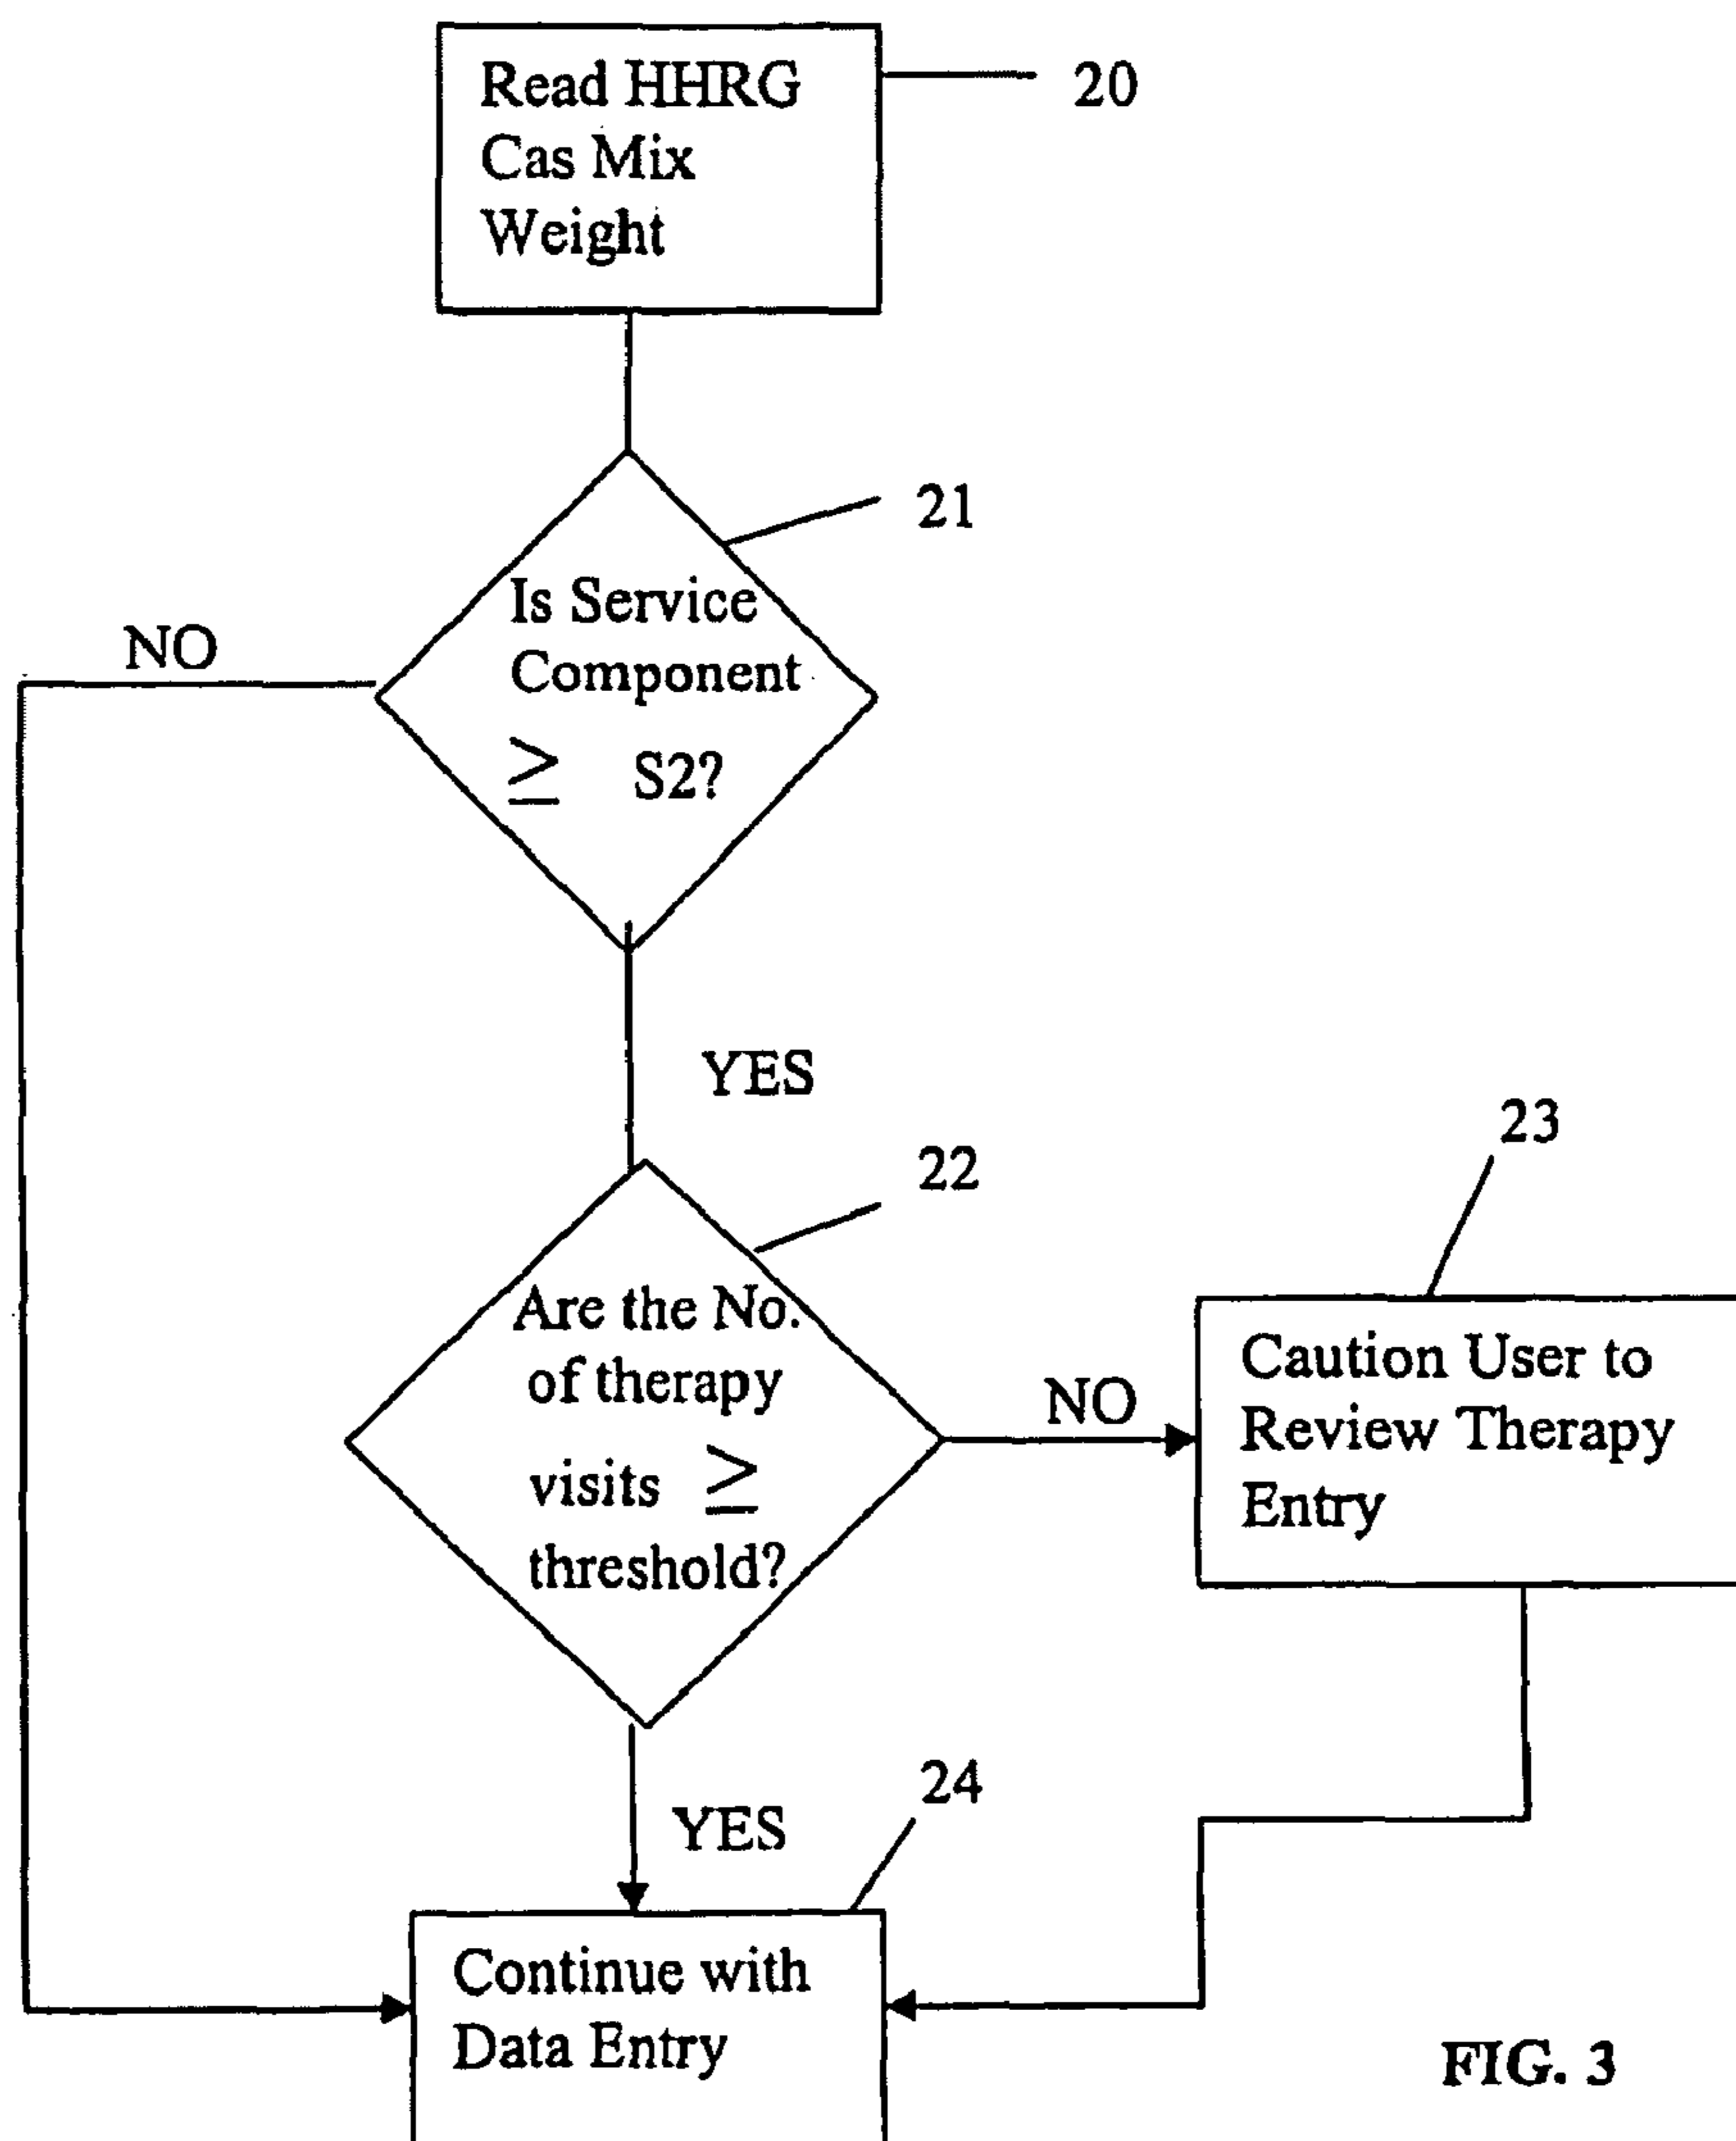 Read HHRG
Cas Mix
Weight
20
21
Is Service
Component
≥ S2?
NO
YES
22
23
Are the No.
of therapy
visits ≥
threshold?
NO
Caution User to
Review Therapy
Entry
YES
24
Continue with
Data Entry
FIG. 3